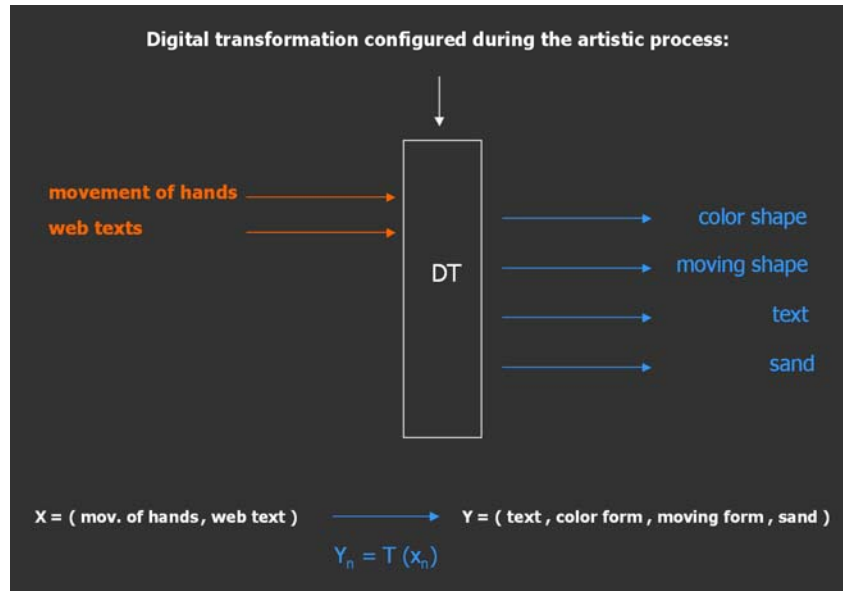 Digital transformation configured during the artistic process:
movement of hands
web texts
DT
color shape
moving shape
text
sand
X = ( mov. of hands , web text )
Y = ( text , color form , moving form , sand )
Yn = T (xn)